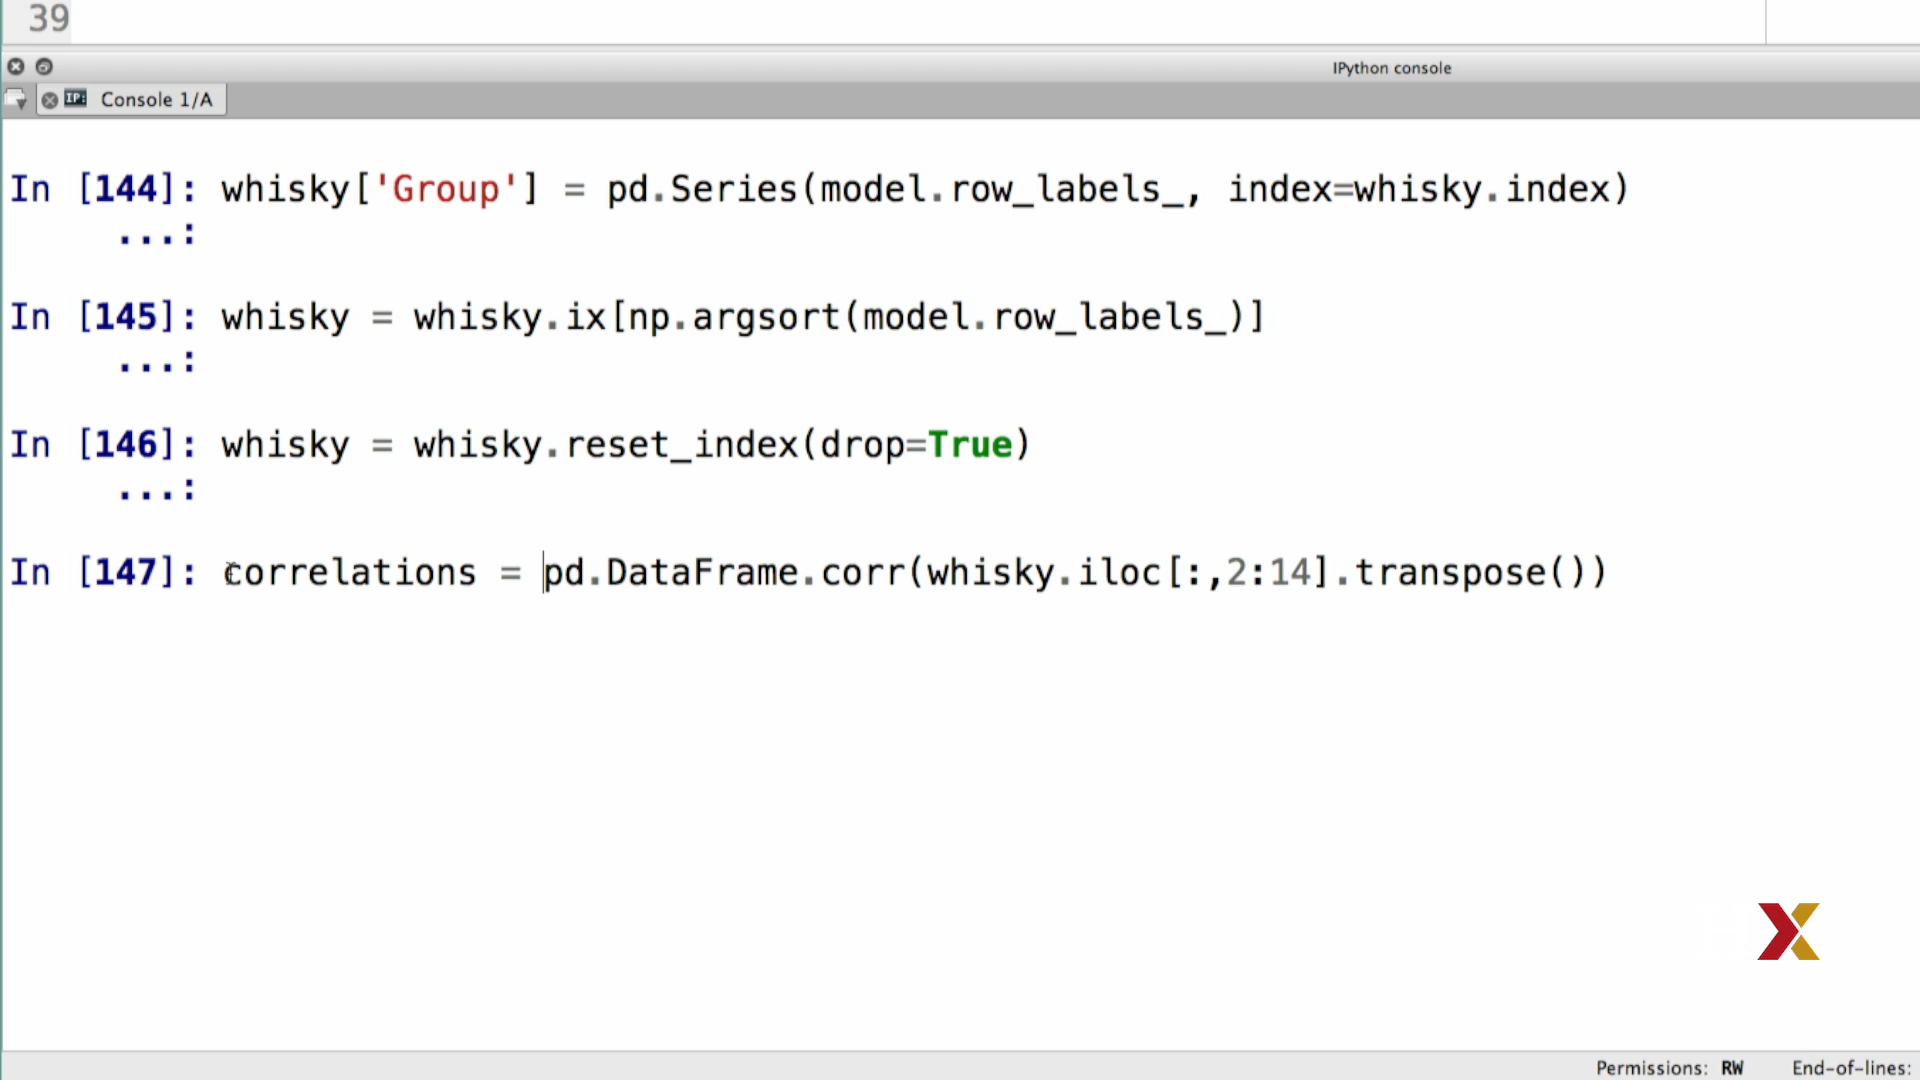 39
IPython console
IP: Console 1/A
In [144]: whisky['Group'] = pd.Series(model.row_labels_, index=whisky.index)
...:
In [145]: whisky = whisky.ix[np.argsort(model.row_labels_)]
...:
In [146]: whisky = whisky.reset_index(drop=True)
...:
In [147]: correlations = pd.DataFrame.corr(whisky.iloc[:,2:14].transpose())
X
Permissions: RW End-of-lines: